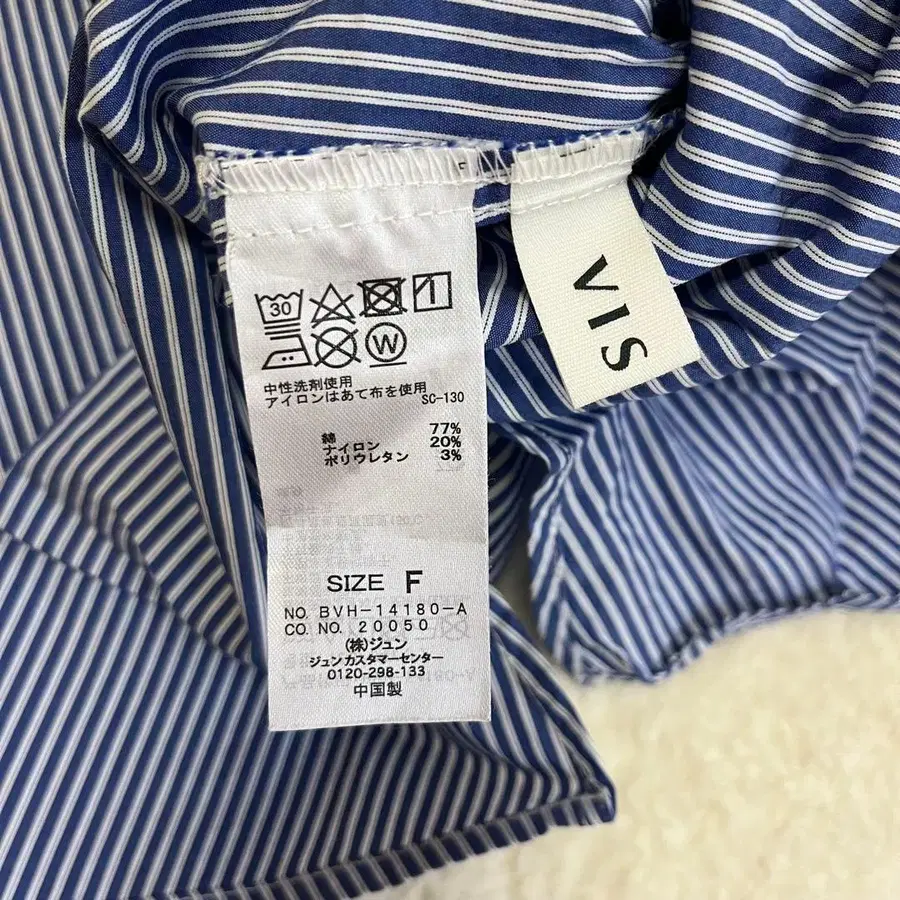 30
W
中性洗剤使用
アイロンはあて布を使用 SC-130
綿 77%
ナイロン 20%
ポリウレタン 3%
SIZE F
NO. BVH-14180-A
CO. NO. 20050
(株)ジュン
ジュンカスタマーセンター
0120-298-133
中国製
VIS